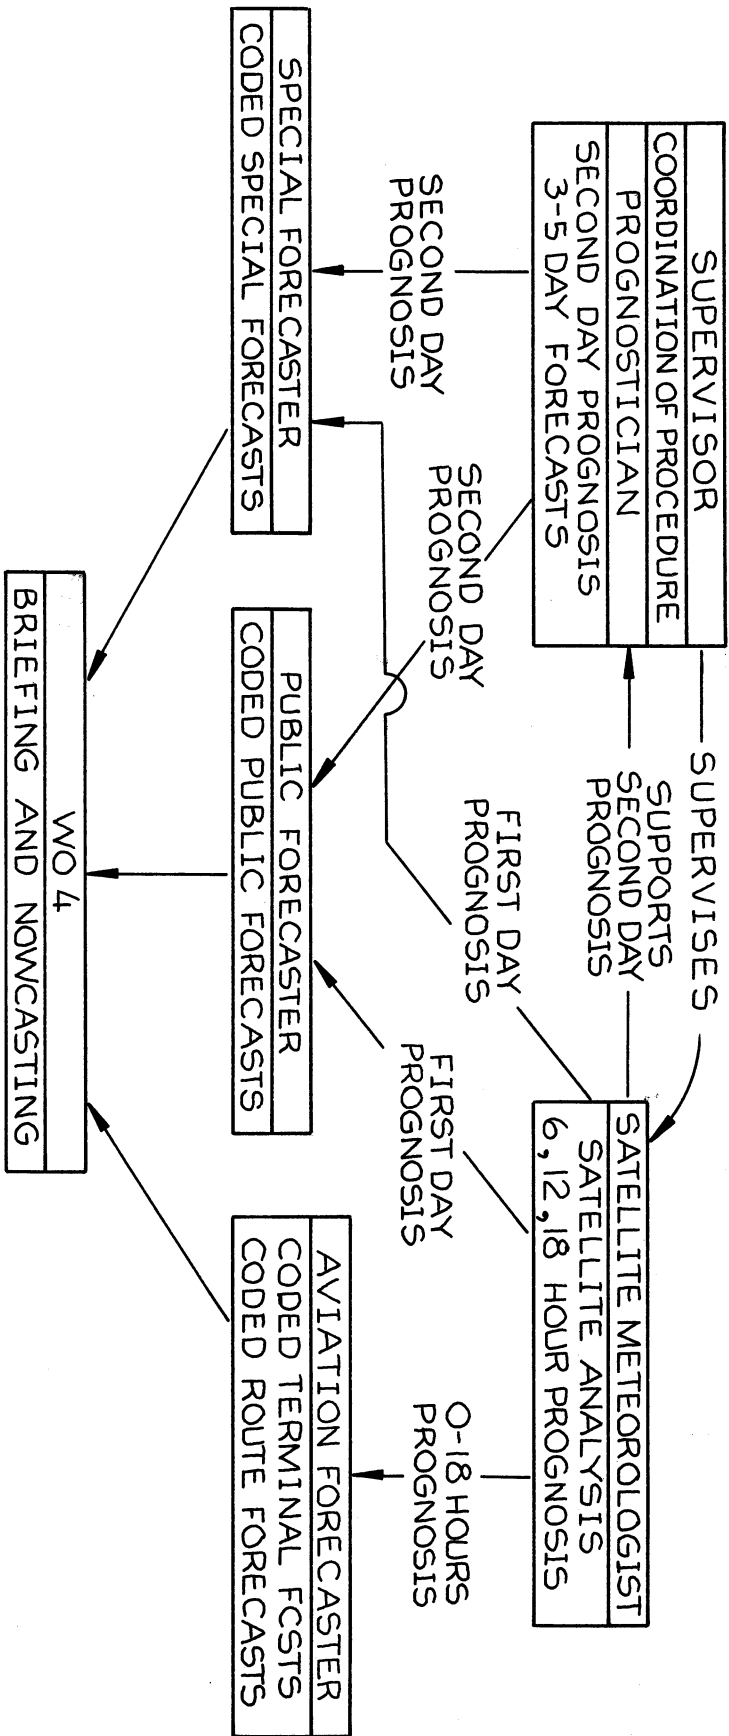 SUPERVISOR
COORDINATION OF PROCEDURE
PROGNOSTICIAN
SECOND DAY PROGNOSIS
3-5 DAY FORECASTS
SUPERVISES
SUPPORTS
SECOND DAY
PROGNOSIS
SATELLITE METEOROLOGIST
SATELLITE ANALYSIS
6,12,18 HOUR PROGNOSIS
SECOND DAY
PROGNOSIS
SECOND DAY
PROGNOSIS
FIRST DAY
PROGNOSIS
FIRST DAY
PROGNOSIS
0-18 HOURS
PROGNOSIS
SPECIAL FORECASTER
CODED SPECIAL FORECASTS
PUBLIC FORECASTER
CODED PUBLIC FORECASTS
AVIATION FORECASTER
CODED TERMINAL FCSTS
CODED ROUTE FORECASTS
WO 4
BRIEFING AND NOWCASTING